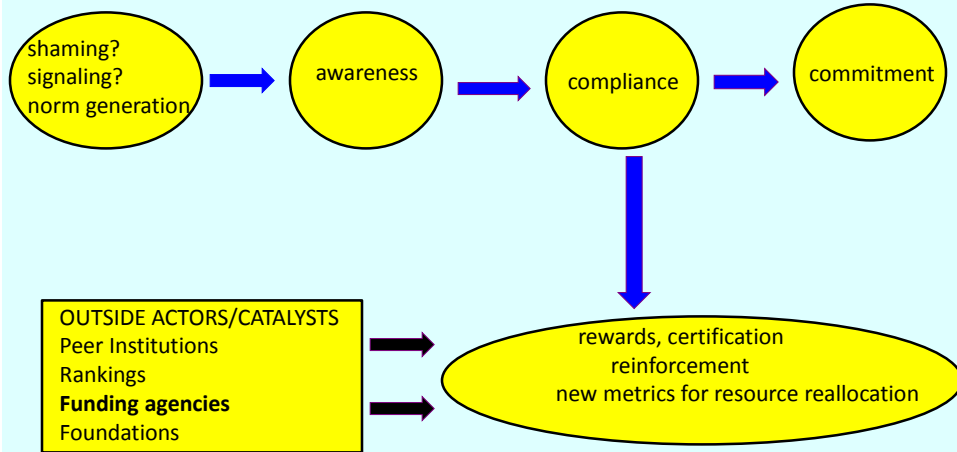 shaming?
signaling?
norm generation
awareness
compliance
commitment
OUTSIDE ACTORS/CATALYSTS
Peer Institutions
Rankings
Funding agencies
Foundations
rewards, certification
reinforcement
new metrics for resource reallocation